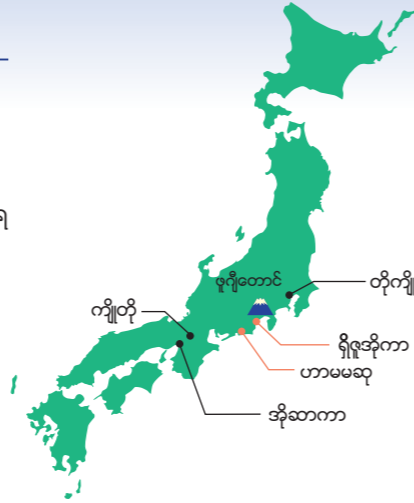 ရ
ဖူဂျီတောင်
တိုကျို
ကျိုတို
ရှိဇူအိုကာ
ဟာမမဆု
အိုဆာကာ